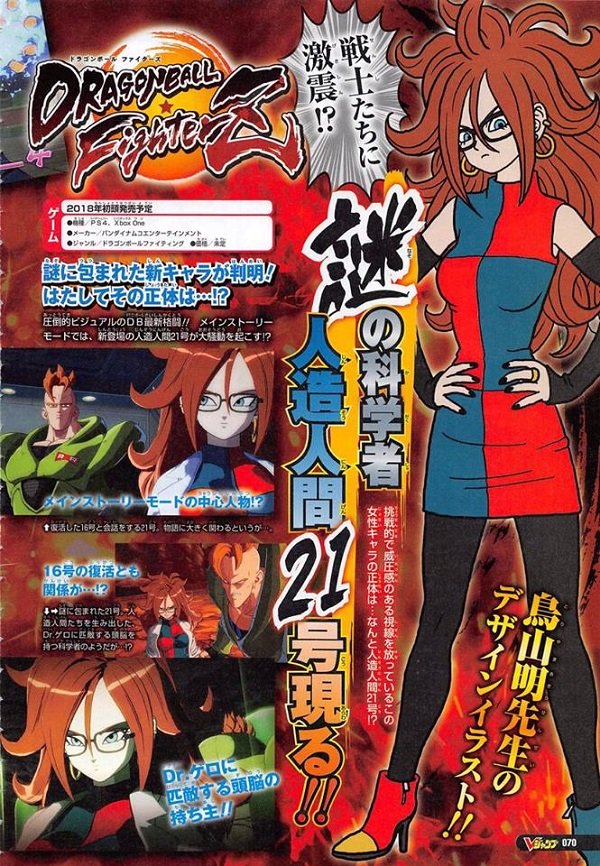 ドラゴンボール ファイターズ
DRAGONBALL
FighterZ
戦士たちに
激震!?
ゲーム
2018年初頭発売予定
●機種/PS4、Xbox One
●メーカー/バンダイナムコエンターテインメント
●ジャンル/ドラゴンボールファイティング ●価格/未定
謎に包まれた新キャラが判明!
はたしてその正体は…!?
圧倒的ビジュアルのDB最新格闘!! メインストーリー
モードでは、新登場の人造人間21号が大騒動を起こす!?
謎の科学者
人造人間21号現る!!
挑戦的で威圧感のある視線を放っているこの
女性キャラの正体は…なんと人造人間21号!?
メインストーリーモードの中心人物!?
⬆復活した16号と会話をする21号。物語に大きく関わるというが…。
16号の復活とも
関係が…!?
⬇➡謎に包まれた21号。人
造人間たちを生み出した、
Dr.ゲロに匹敵する頭脳を
持つ科学者のようだが…!?
Dr.ゲロに
匹敵する頭脳の
持ち主!!
鳥山明先生の
デザインイラスト!!
Vジャンプ 070